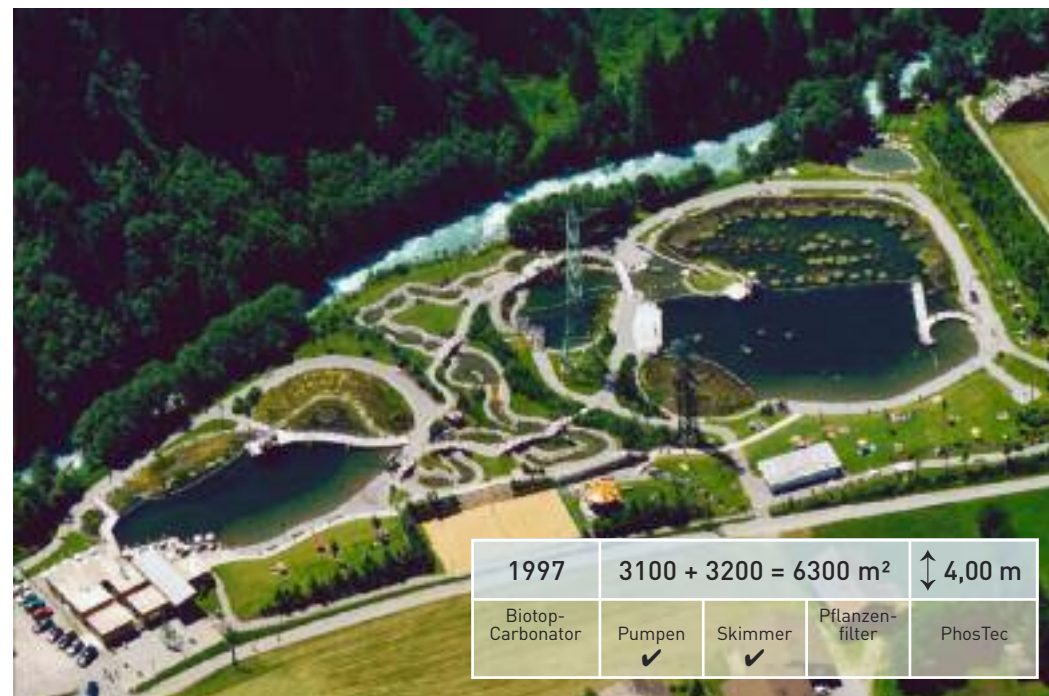 1997 3100 + 3200 = 6300 m² ↕ 4,00 m
Biotop-
Carbonator
Pumpen
✔
Skimmer
✔
Pflanzen-
filter
PhosTec